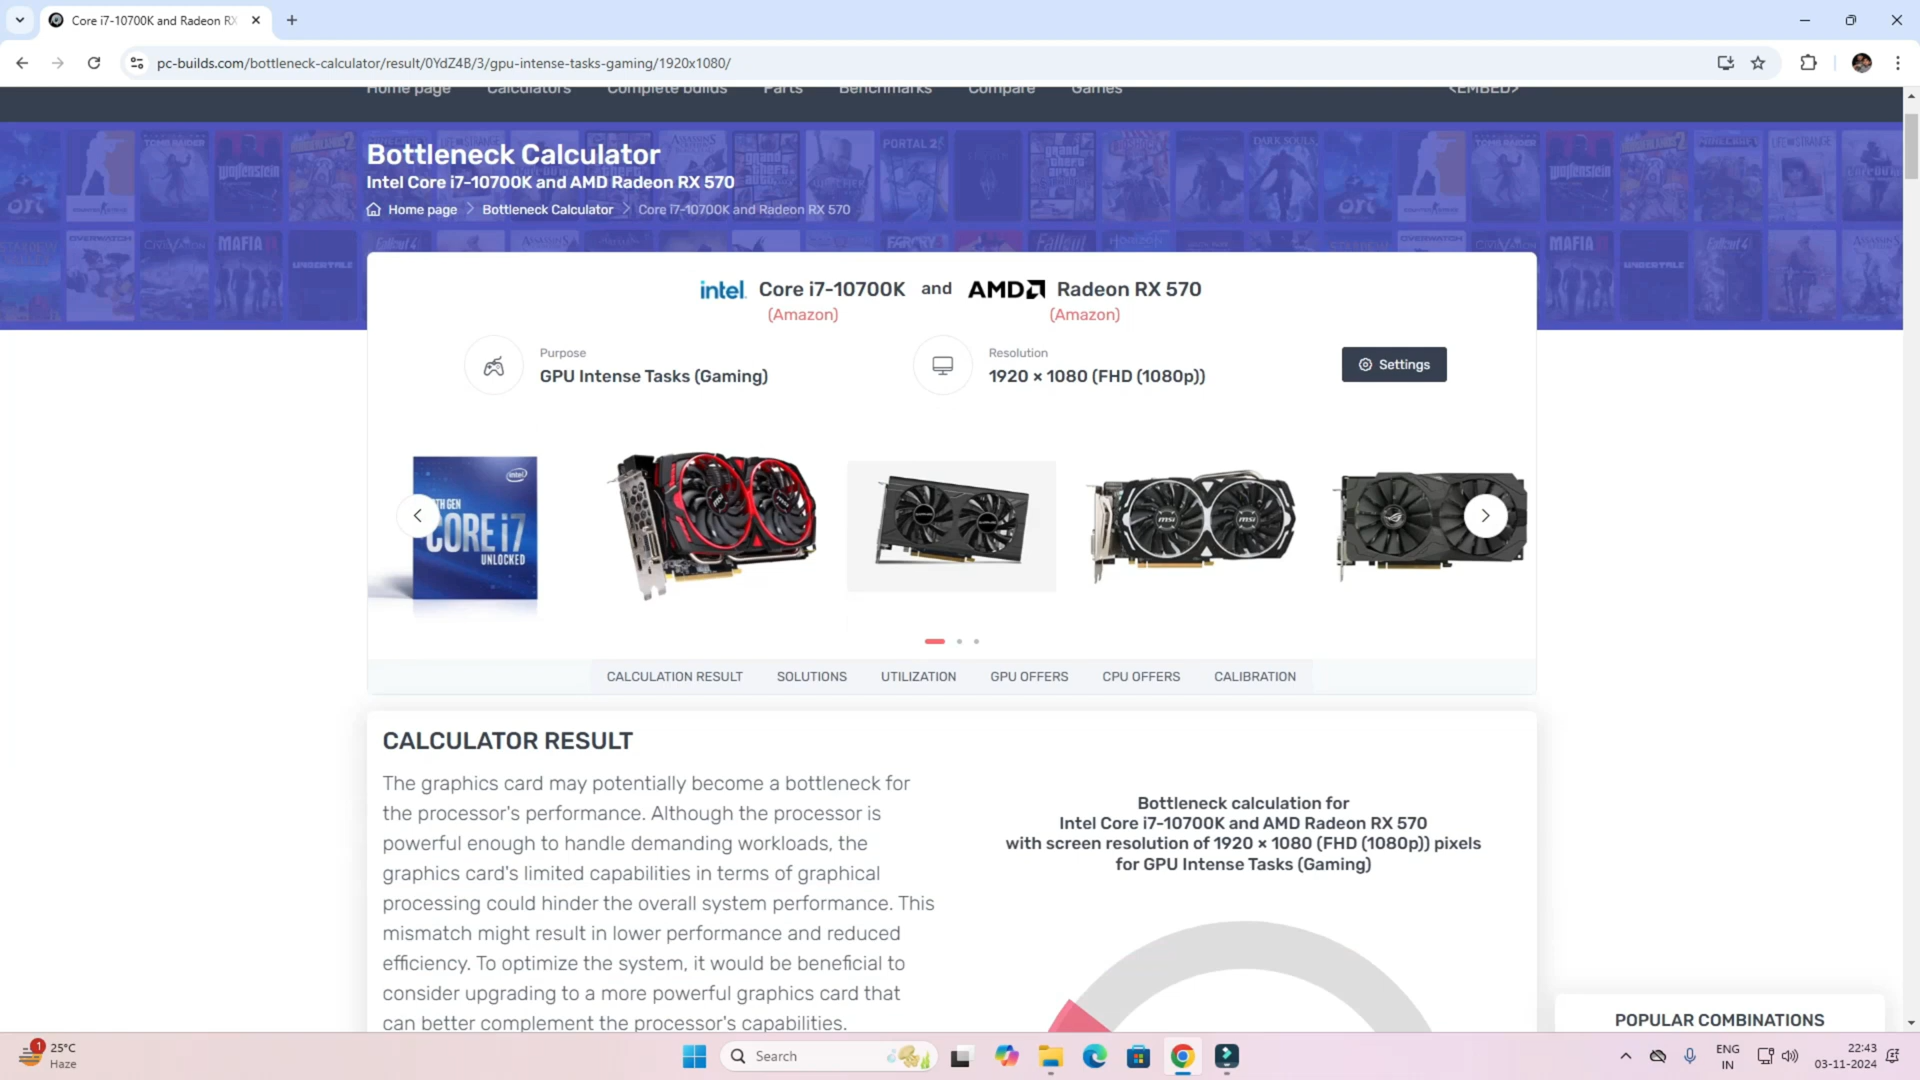 Core i7-10700K and Radeon RX
pc-builds.com/bottleneck-calculator/result/0YdZ4B/3/gpu-intense-tasks-gaming/1920x1080/
Home page Calculators Complete builds Parts Benchmarks Compare Games <EMBED>
Bottleneck Calculator
Intel Core i7-10700K and AMD Radeon RX 570
Home page > Bottleneck Calculator > Core i7-10700K and Radeon RX 570
intel Core i7-10700K and AMD Radeon RX 570
(Amazon) (Amazon)
Purpose
GPU Intense Tasks (Gaming)
Resolution
1920 × 1080 (FHD (1080p))
Settings
intel
TH GEN
CORE i7
UNLOCKED
CALCULATION RESULT SOLUTIONS UTILIZATION GPU OFFERS CPU OFFERS CALIBRATION
CALCULATOR RESULT
The graphics card may potentially become a bottleneck for
the processor's performance. Although the processor is
powerful enough to handle demanding workloads, the
graphics card's limited capabilities in terms of graphical
processing could hinder the overall system performance. This
mismatch might result in lower performance and reduced
efficiency. To optimize the system, it would be beneficial to
consider upgrading to a more powerful graphics card that
can better complement the processor's capabilities.
Bottleneck calculation for
Intel Core i7-10700K and AMD Radeon RX 570
with screen resolution of 1920 × 1080 (FHD (1080p)) pixels
for GPU Intense Tasks (Gaming)
POPULAR COMBINATIONS
1
25°C
Haze
Search
ENG
IN
22:43
03-11-2024